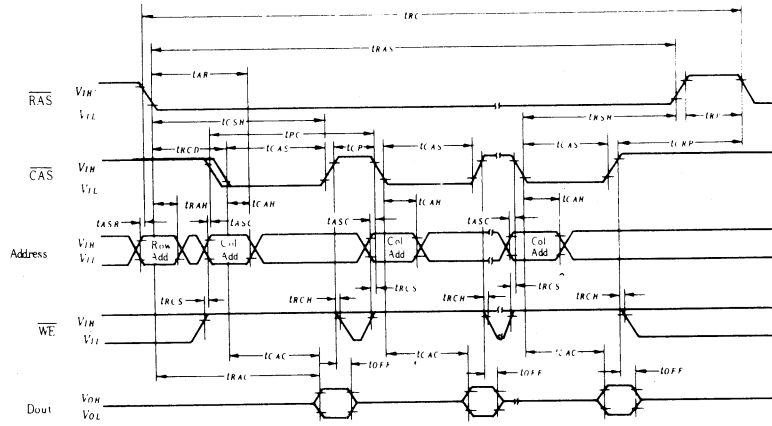 tRC
tRAS
tAR
RAS
VIH
VIL
tCSH
tRSH
tRP
tPC
tRCD
tCAS
tCP
tCAS
tCAS
tCRP
CAS
VIH
VIL
tRAH
tCAH
tCAH
tCAH
tASR
tASC
tASC
tASC
Address
VIH
VIL
Row Add
Col Add
Col Add
Col Add
tRCS
tRCH
tRCS
tRCH
tRCS
tRCH
WE
VIH
VIL
tCAC
tOFF
tCAC
tOFF
tCAC
tOFF
tRAC
Dout
VOH
VOL